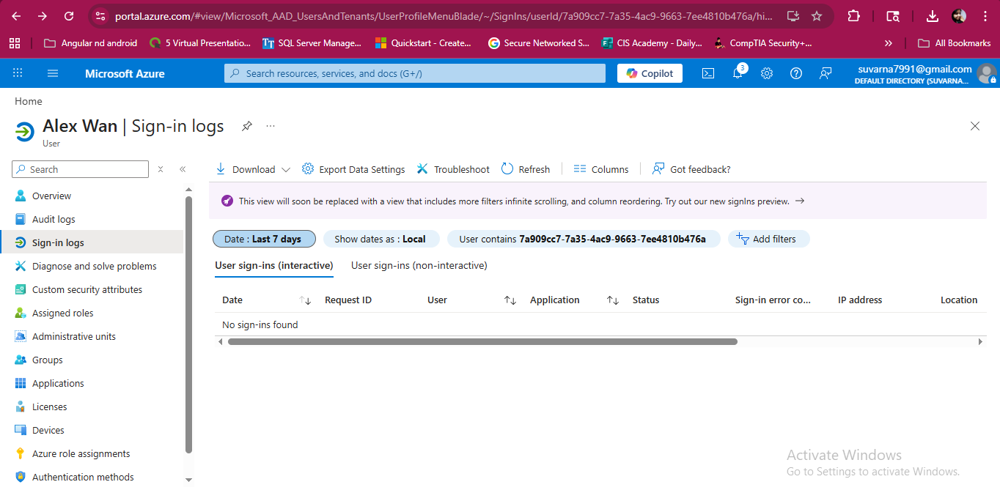 portal.azure.com/#view/Microsoft_AAD_UsersAndTenants/UserProfileMenuBlade/~/SignIns/userId/7a909cc7-7a35-4ac9-9663-7ee4810b476a/hi...
Angular nd android 5 Virtual Presentatio... SQL Server Manage... Quickstart - Create... Secure Networked S... CIS Academy - Daily... CompTIA Security+... » All Bookmarks
Microsoft Azure Search resources, services, and docs (G+/) Copilot 3 suvarna7991@gmail.com
DEFAULT DIRECTORY (SUVARNA...
Home
Alex Wan | Sign-in logs ...
User
Search
Download Export Data Settings Troubleshoot Refresh Columns Got feedback?
Overview
Audit logs
Sign-in logs
Diagnose and solve problems
Custom security attributes
Assigned roles
Administrative units
Groups
Applications
Licenses
Devices
Azure role assignments
Authentication methods
This view will soon be replaced with a view that includes more filters infinite scrolling, and column reordering. Try out our new signIns preview. →
Date : Last 7 days Show dates as : Local User contains 7a909cc7-7a35-4ac9-9663-7ee4810b476a Add filters
User sign-ins (interactive) User sign-ins (non-interactive)
Date Request ID User Application Status Sign-in error co... IP address Location
No sign-ins found
Activate Windows
Go to Settings to activate Windows.